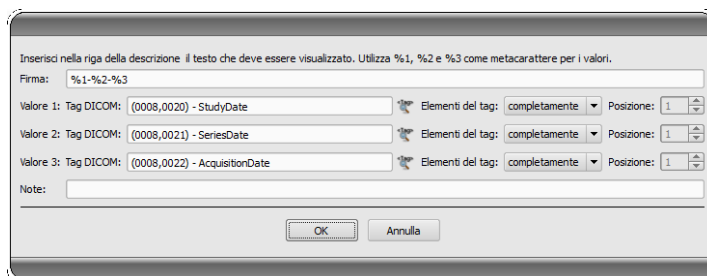 Inserisci nella riga della descrizione il testo che deve essere visualizzato. Utilizza %1, %2 e %3 come metacarattere per i valori.
Firma: %1-%2-%3
Valore 1: Tag DICOM: (0008,0020) - StudyDate Elementi del tag: completamente Posizione: 1
Valore 2: Tag DICOM: (0008,0021) - SeriesDate Elementi del tag: completamente Posizione: 1
Valore 3: Tag DICOM: (0008,0022) - AcquisitionDate Elementi del tag: completamente Posizione: 1
Note:
OK Annulla